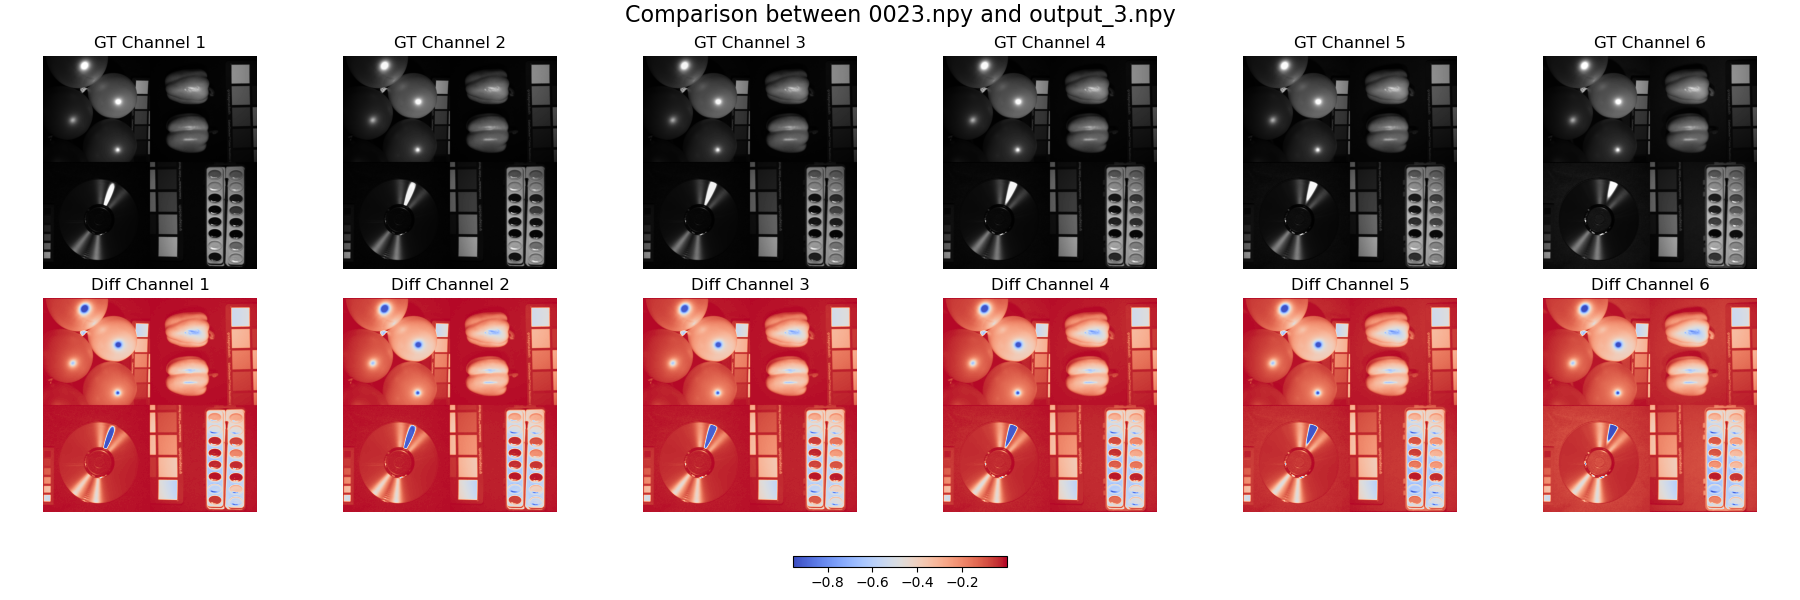 Comparison between 0023.npy and output_3.npy
GT Channel 1
GT Channel 2
GT Channel 3
GT Channel 4
GT Channel 5
GT Channel 6
Diff Channel 1
Diff Channel 2
Diff Channel 3
Diff Channel 4
Diff Channel 5
Diff Channel 6
−0.8 −0.6 −0.4 −0.2